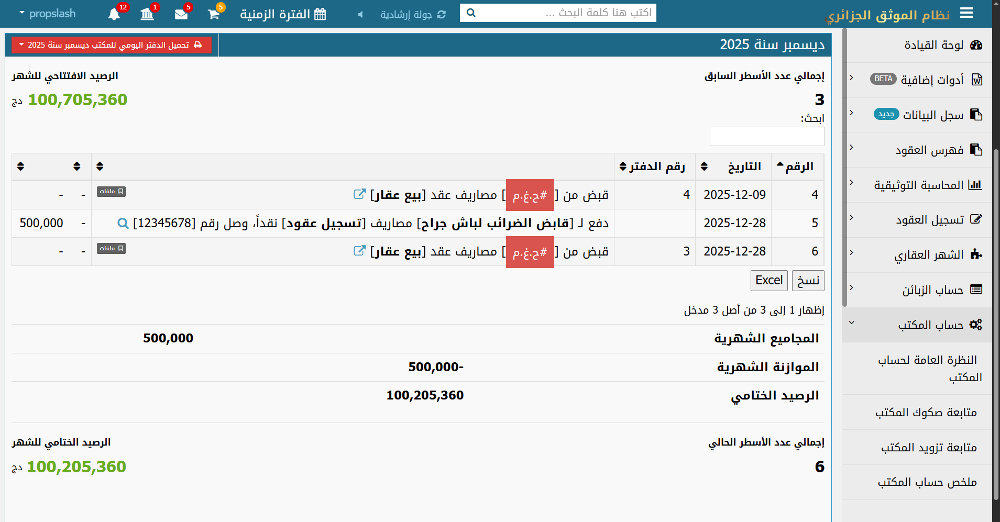 نظام الموثق الجزائري
اكتب هنا كلمة البحث ...
جولة إرشادية
الفترة الزمنية
5
5
1
12
propslash
لوحة القيادة
أدوات إضافية BETA
سجل البيانات جديد
فهرس العقود
المحاسبة التوثيقية
تسجيل العقود
الشهر العقاري
حساب الزبائن
حساب المكتب
النظرة العامة لحساب
المكتب
متابعة صكوك المكتب
متابعة تزويد المكتب
ملخص حساب المكتب
ديسمبر سنة 2025
تحميل الدفتر اليومي للمكتب ديسمبر سنة 2025
إجمالي عدد الأسطر السابق
3
الرصيد الافتتاحي للشهر
100,705,360 دج
ابحث:
الرقم التاريخ رقم الدفتر
4 2025-12-09 4 قبض من [ #ح.غ.م ] مصاريف عقد [بيع عقار] ملفات - -
5 2025-12-28 دفع لـ [قابض الضرائب لباش جراح] مصاريف [تسجيل عقود] نقداً، وصل رقم [12345678] - 500,000
6 2025-12-28 3 قبض من [ #ح.غ.م ] مصاريف عقد [بيع عقار] ملفات - -
نسخ Excel
إظهار 1 إلى 3 من أصل 3 مدخل
المجاميع الشهرية 500,000
الموازنة الشهرية 500,000-
الرصيد الختامي 100,205,360
إجمالي عدد الأسطر الحالي
6
الرصيد الختامي للشهر
100,205,360 دج